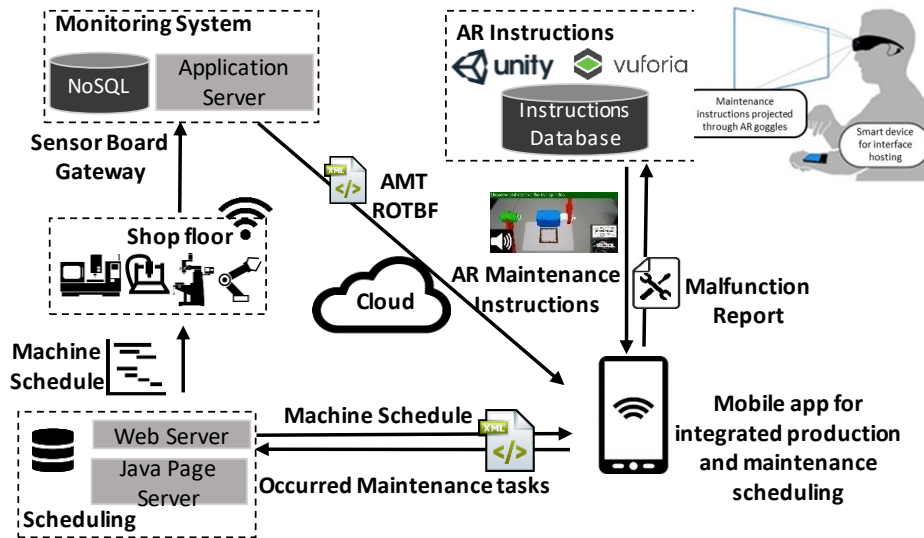 Monitoring System
NoSQL
Application
Server
AR Instructions
unity
vuforia
Instructions
Database
Maintenance
instructions projected
through AR goggles
Smart device
for interface
hosting
Sensor Board
Gateway
XML
</>
AMT
ROTBF
Shop floor
Cloud
AR Maintenance
Instructions
Malfunction
Report
Machine
Schedule
Machine Schedule
XML
</>
Web Server
Java Page
Server
Scheduling
Occurred Maintenance tasks
Mobile app for
integrated production
and maintenance
scheduling